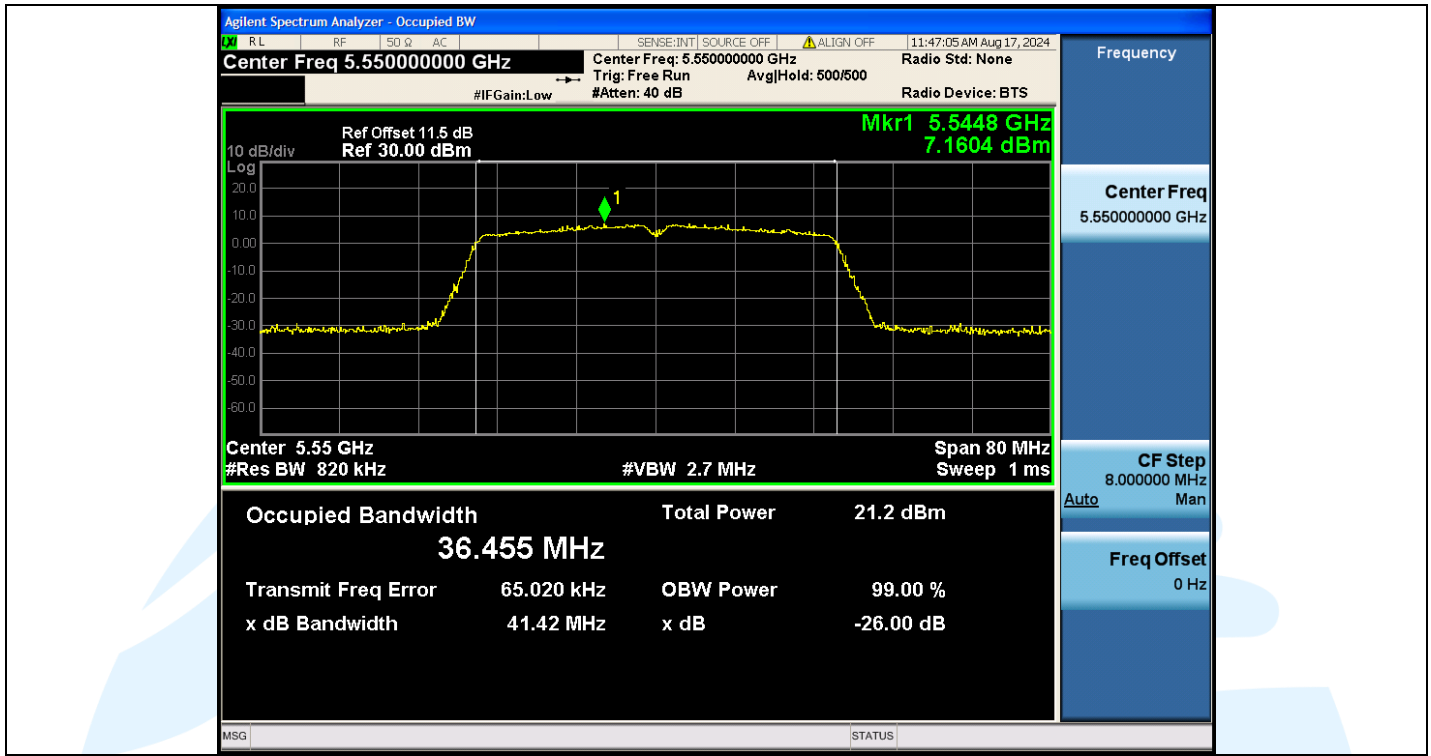 Agilent Spectrum Analyzer - Occupied BW
LXI RL RF 50 Ω AC SENSE:INT SOURCE OFF ALIGN OFF 11:47:05 AM Aug 17, 2024
Center Freq 5.550000000 GHz Center Freq: 5.550000000 GHz Radio Std: None
Trig: Free Run Avg|Hold: 500/500
#IFGain:Low #Atten: 40 dB Radio Device: BTS
Frequency
Mkr1 5.5448 GHz
7.1604 dBm
Ref Offset 11.5 dB
10 dB/div Ref 30.00 dBm
Log
20.0
10.0
0.00
-10.0
-20.0
-30.0
-40.0
-50.0
-60.0
1
Center 5.55 GHz Span 80 MHz
#Res BW 820 kHz #VBW 2.7 MHz Sweep 1 ms
Occupied Bandwidth Total Power 21.2 dBm
36.455 MHz
Transmit Freq Error 65.020 kHz OBW Power 99.00 %
x dB Bandwidth 41.42 MHz x dB -26.00 dB
Center Freq
5.550000000 GHz
CF Step
8.000000 MHz
Auto Man
Freq Offset
0 Hz
MSG STATUS